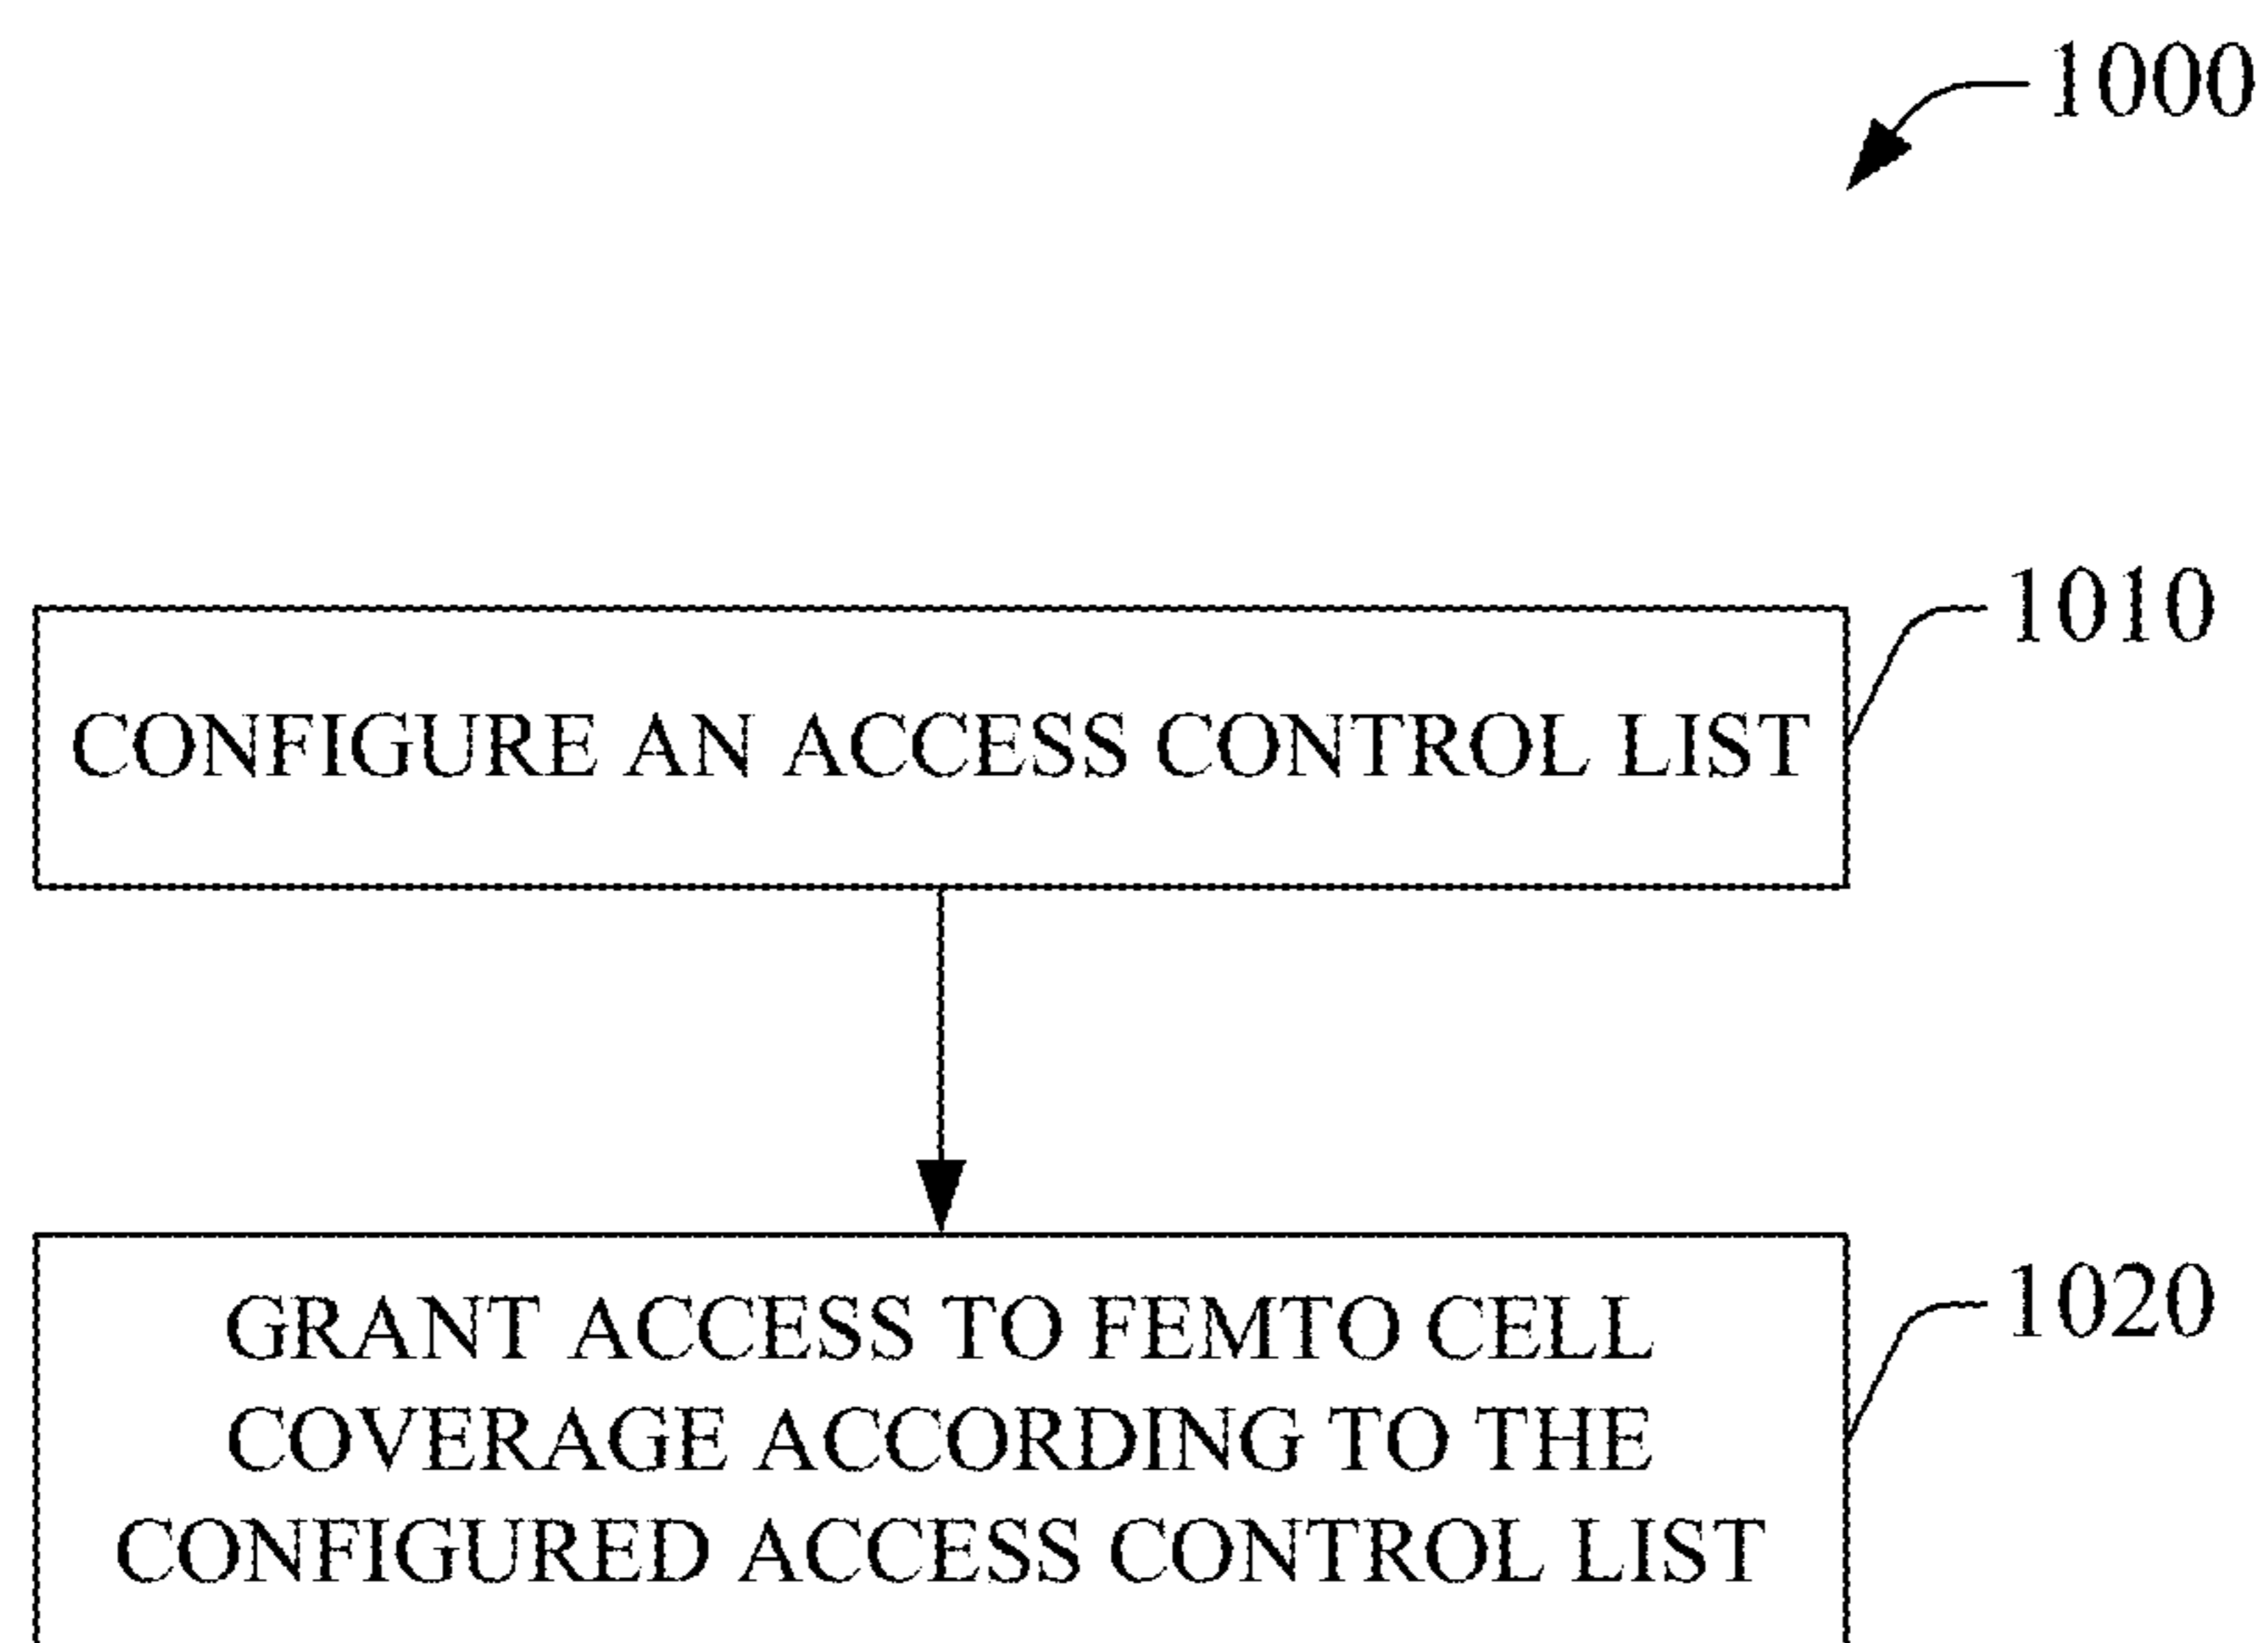 1000
1010
CONFIGURE AN ACCESS CONTROL LIST
1020
GRANT ACCESS TO FEMTO CELL
COVERAGE ACCORDING TO THE
CONFIGURED ACCESS CONTROL LIST